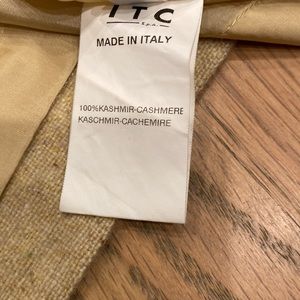 ITC
S.p.A.
MADE IN ITALY
100%KASHMIR-CASHMERE
KASCHMIR-CACHEMIRE